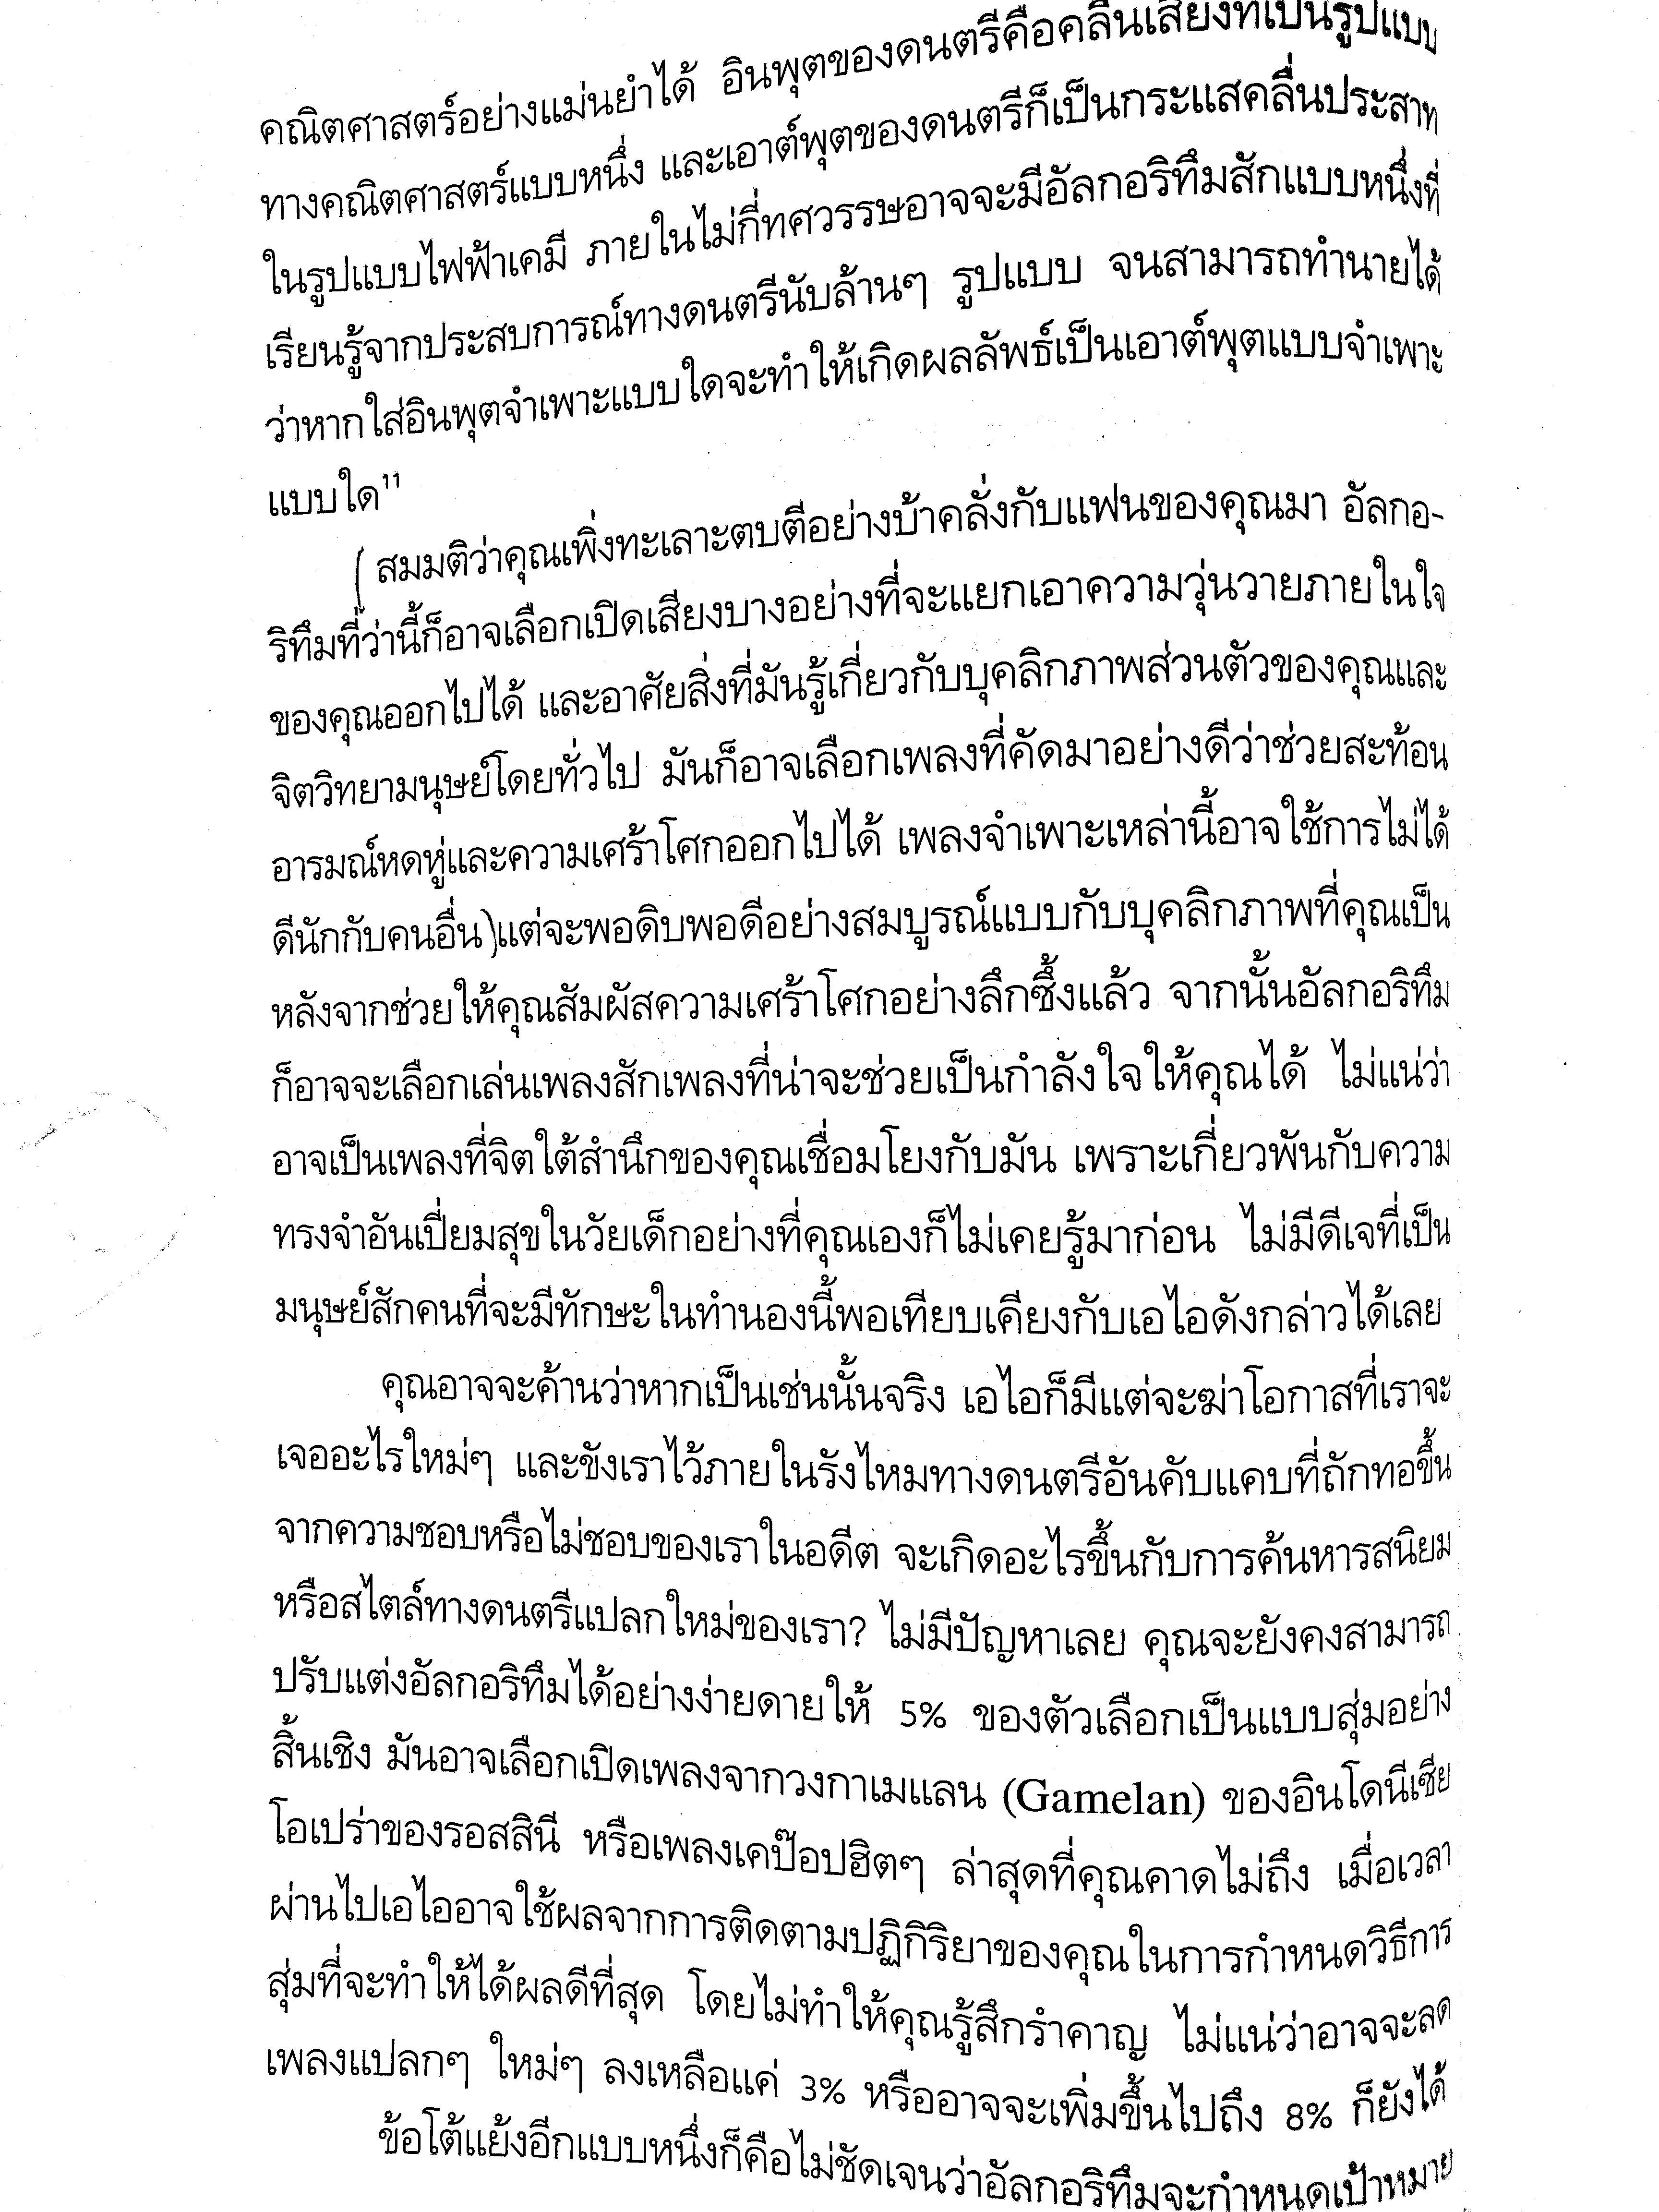 คณิตศาสตร์อย่างแม่นยำได้ อินพุตของดนตรีคือคลื่นเสียงที่เป็นรูปแบบ
ทางคณิตศาสตร์แบบหนึ่ง และเอาต์พุตของดนตรีก็เป็นกระแสคลื่นประสาท
ในรูปแบบไฟฟ้าเคมี ภายในไม่กี่ทศวรรษอาจจะมีอัลกอริทึมสักแบบหนึ่งที่
เรียนรู้จากประสบการณ์ทางดนตรีนับล้านๆ รูปแบบ จนสามารถทำนายได้
ว่าหากใส่อินพุตจำเพาะแบบใดจะทำให้เกิดผลลัพธ์เป็นเอาต์พุตแบบจำเพาะ
แบบใด¹¹
(สมมติว่าคุณเพิ่งทะเลาะตบตีอย่างบ้าคลั่งกับแฟนของคุณมา อัลกอ-
ริทึมที่ว่านี้ก็อาจเลือกเปิดเสียงบางอย่างที่จะแยกเอาความวุ่นวายภายในใจ
ของคุณออกไปได้ และอาศัยสิ่งที่มันรู้เกี่ยวกับบุคลิกภาพส่วนตัวของคุณและ
จิตวิทยามนุษย์โดยทั่วไป มันก็อาจเลือกเพลงที่คัดมาอย่างดีว่าช่วยสะท้อน
อารมณ์หดหู่และความเศร้าโศกออกไปได้ เพลงจำเพาะเหล่านี้อาจใช้การไม่ได้
ดีนักกับคนอื่น)แต่จะพอดิบพอดีอย่างสมบูรณ์แบบกับบุคลิกภาพที่คุณเป็น
หลังจากช่วยให้คุณสัมผัสความเศร้าโศกอย่างลึกซึ้งแล้ว จากนั้นอัลกอริทึม
ก็อาจจะเลือกเล่นเพลงสักเพลงที่น่าจะช่วยเป็นกำลังใจให้คุณได้ ไม่แน่ว่า
อาจเป็นเพลงที่จิตใต้สำนึกของคุณเชื่อมโยงกับมัน เพราะเกี่ยวพันกับความ
ทรงจำอันเปี่ยมสุขในวัยเด็กอย่างที่คุณเองก็ไม่เคยรู้มาก่อน ไม่มีดีเจที่เป็น
มนุษย์สักคนที่จะมีทักษะในทำนองนี้พอเทียบเคียงกับเอไอดังกล่าวได้เลย
คุณอาจจะค้านว่าหากเป็นเช่นนั้นจริง เอไอก็มีแต่จะฆ่าโอกาสที่เราจะ
เจออะไรใหม่ๆ และขังเราไว้ภายในรังไหมทางดนตรีอันคับแคบที่ถักทอขึ้น
จากความชอบหรือไม่ชอบของเราในอดีต จะเกิดอะไรขึ้นกับการค้นหารสนิยม
หรือสไตล์ทางดนตรีแปลกใหม่ของเรา? ไม่มีปัญหาเลย คุณจะยังคงสามารถ
ปรับแต่งอัลกอริทึมได้อย่างง่ายดายให้ 5% ของตัวเลือกเป็นแบบสุ่มอย่าง
สิ้นเชิง มันอาจเลือกเปิดเพลงจากวงกาเมแลน (Gamelan) ของอินโดนีเซีย
โอเปร่าของรอสสินี หรือเพลงเคป๊อปฮิตๆ ล่าสุดที่คุณคาดไม่ถึง เมื่อเวลา
ผ่านไปเอไออาจใช้ผลจากการติดตามปฏิกิริยาของคุณในการกำหนดวิธีการ
สุ่มที่จะทำให้ได้ผลดีที่สุด โดยไม่ทำให้คุณรู้สึกรำคาญ ไม่แน่ว่าอาจจะลด
เพลงแปลกๆ ใหม่ๆ ลงเหลือแค่ 3% หรืออาจจะเพิ่มขึ้นไปถึง 8% ก็ยังได้
ข้อโต้แย้งอีกแบบหนึ่งก็คือไม่ชัดเจนว่าอัลกอริทึมจะกำหนดเป้าหมาย